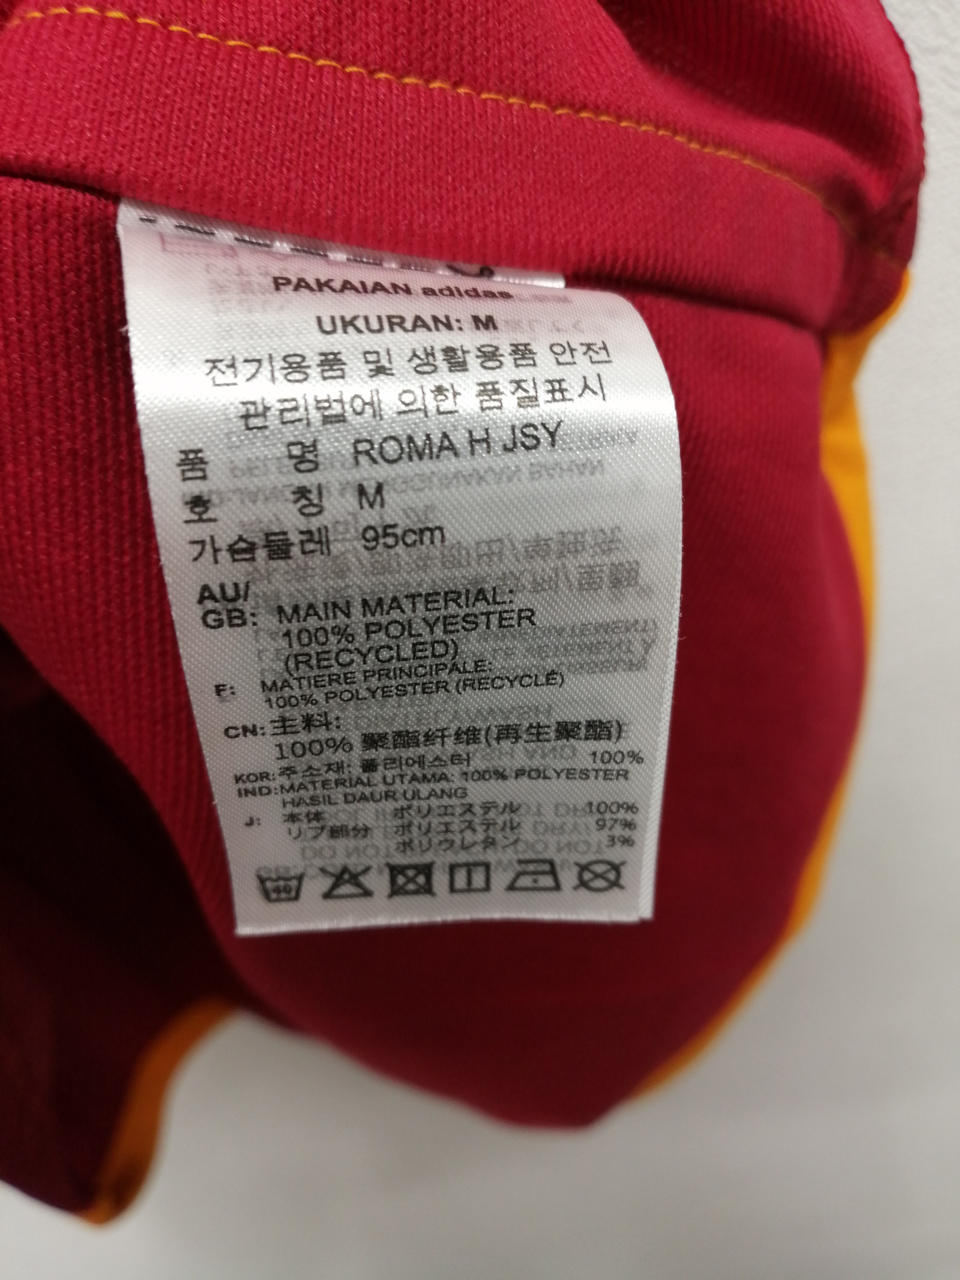 PAKAIAN adidas
UKURAN: M
전기용품 및 생활용품 안전
관리법에 의한 품질표시
품 명 ROMA H JSY
호 칭 M
가슴둘레 95cm
AU/
GB: MAIN MATERIAL:
100% POLYESTER
(RECYCLED)
F: MATIERE PRINCIPALE:
100% POLYESTER (RECYCLÉ)
CN: 主料:
100% 聚酯纤维(再生聚酯)
KOR: 주소재: 폴리에스터 100%
IND: MATERIAL UTAMA: 100% POLYESTER
HASIL DAUR ULANG
J: 本体 ポリエステル 100%
リブ部分 ポリエステル 97%
ポリウレタン 3%
40